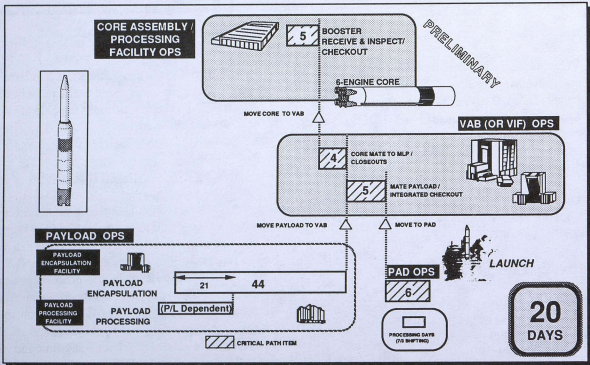 CORE ASSEMBLY /
PROCESSING
FACILITY OPS
5
BOOSTER
RECEIVE & INSPECT/
CHECKOUT
PRELIMINARY
6-ENGINE CORE
MOVE CORE TO VAB
VAB (OR VIF) OPS
4
CORE MATE TO MLP /
CLOSEOUTS
5
MATE PAYLOAD /
INTEGRATED CHECKOUT
MOVE PAYLOAD TO VAB
MOVE TO PAD
PAYLOAD OPS
PAYLOAD
ENCAPSULATION
FACILITY
PAYLOAD
ENCAPSULATION
21
44
PAYLOAD
PROCESSING
FACILITY
PAYLOAD
PROCESSING
(P/L Dependent)
PAD OPS
6
LAUNCH
PROCESSING DAYS
(7/3 SHIFTING)
CRITICAL PATH ITEM
20
DAYS